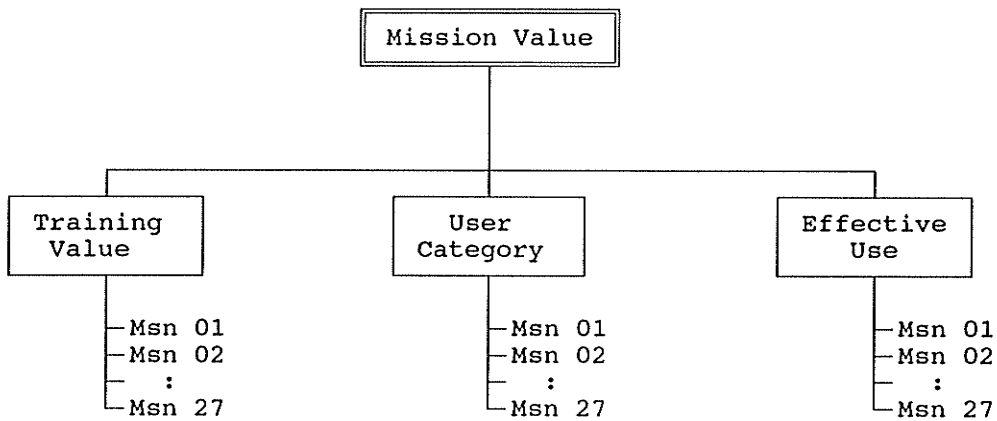 Mission Value
Training
Value
User
Category
Effective
Use
Msn 01
Msn 02
:
Msn 27
Msn 01
Msn 02
:
Msn 27
Msn 01
Msn 02
:
Msn 27